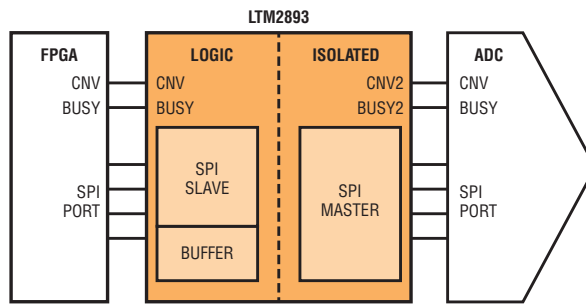 LTM2893
FPGA
LOGIC
ISOLATED
ADC
CNV
CNV
CNV2
CNV
BUSY
BUSY
BUSY2
BUSY
SPI
PORT
SPI
SLAVE
BUFFER
SPI
MASTER
SPI
PORT